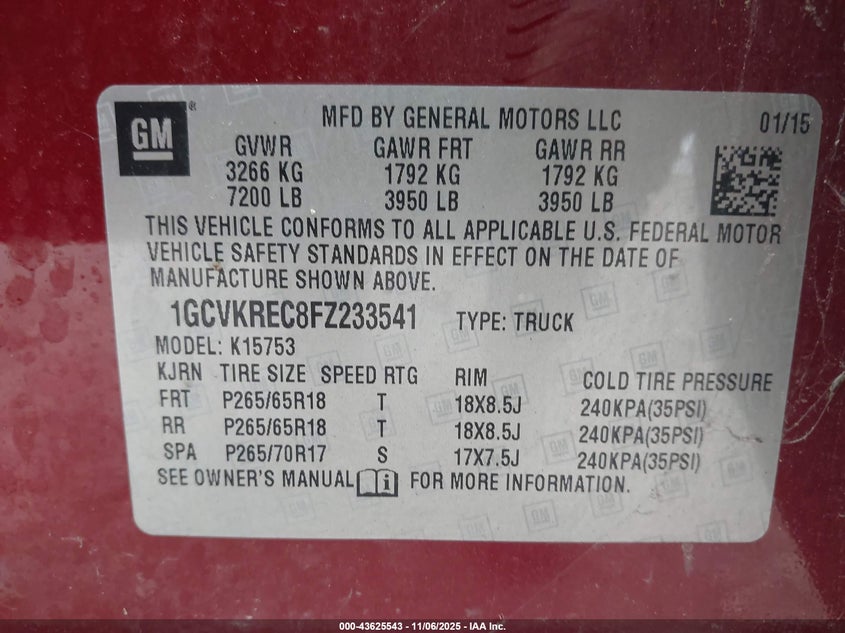 GM ®
MFD BY GENERAL MOTORS LLC 01/15
GVWR GAWR FRT GAWR RR
3266 KG 1792 KG 1792 KG
7200 LB 3950 LB 3950 LB
THIS VEHICLE CONFORMS TO ALL APPLICABLE U.S. FEDERAL MOTOR
VEHICLE SAFETY STANDARDS IN EFFECT ON THE DATE OF
MANUFACTURE SHOWN ABOVE.
1GCVKREC8FZ233541 TYPE: TRUCK
MODEL: K15753
KJRN TIRE SIZE SPEED RTG RIM COLD TIRE PRESSURE
FRT P265/65R18 T 18X8.5J 240KPA(35PSI)
RR P265/65R18 T 18X8.5J 240KPA(35PSI)
SPA P265/70R17 S 17X7.5J 240KPA(35PSI)
SEE OWNER'S MANUAL FOR MORE INFORMATION.
000-43625543 - 11/06/2025 - IAA Inc.